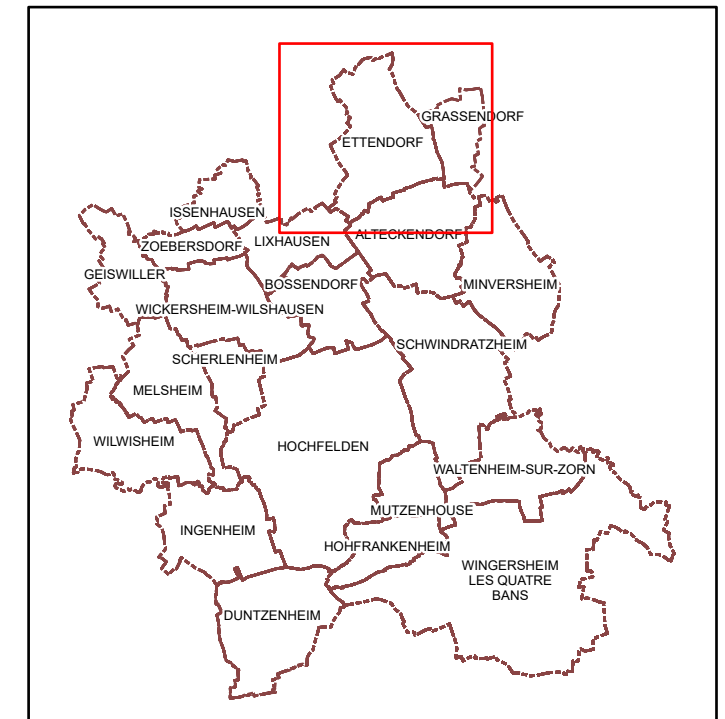 GRASSENDORF
ETTENDORF
ISSENHAUSEN
ALTECKENDORF
LIXHAUSEN
ZOEBERSDORF
GEISWILLER
BOSSENDORF
MINVERSHEIM
WICKERSHEIM-WILSHAUSEN
SCHWINDRATZHEIM
SCHERLENHEIM
MELSHEIM
WILWISHEIM
HOCHFELDEN
WALTENHEIM-SUR-ZORN
MUTZENHOUSE
INGENHEIM
HOHFRANKENHEIM
WINGERSHEIM
LES QUATRE
BANS
DUNTZENHEIM